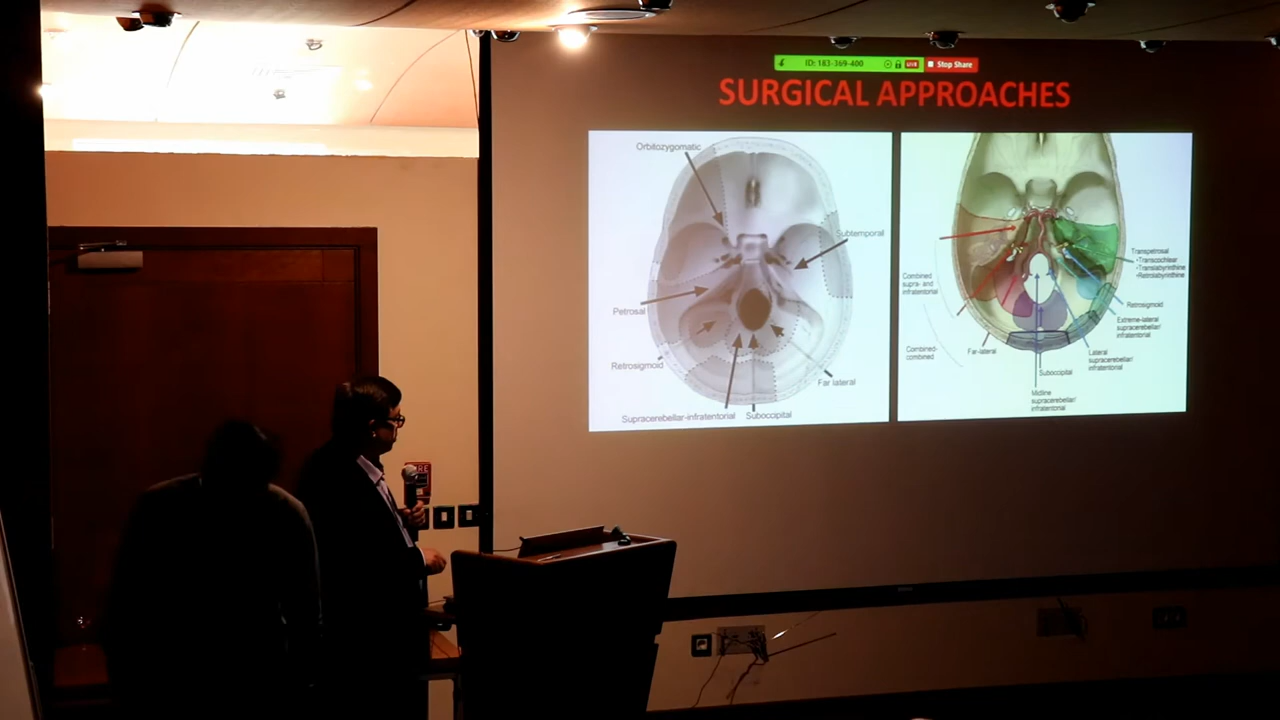 ID: 183-369-400
LIVE
Stop Share
SURGICAL APPROACHES
Orbitozygomatic
Subtemporal
Petrosal
Retrosigmoid
Far lateral
Supracerebellar-infratentorial
Suboccipital
Combined
supra- and
infratentorial
Combined-
combined
Far-lateral
Suboccipital
Midline
supracerebellar/
infratentorial
Lateral
supracerebellar/
infratentorial
Extreme-lateral
supracerebellar/
infratentorial
Retrosigmoid
Transpetrosal
•Transcochlear
•Translabyrinthine
•Retrolabyrinthine